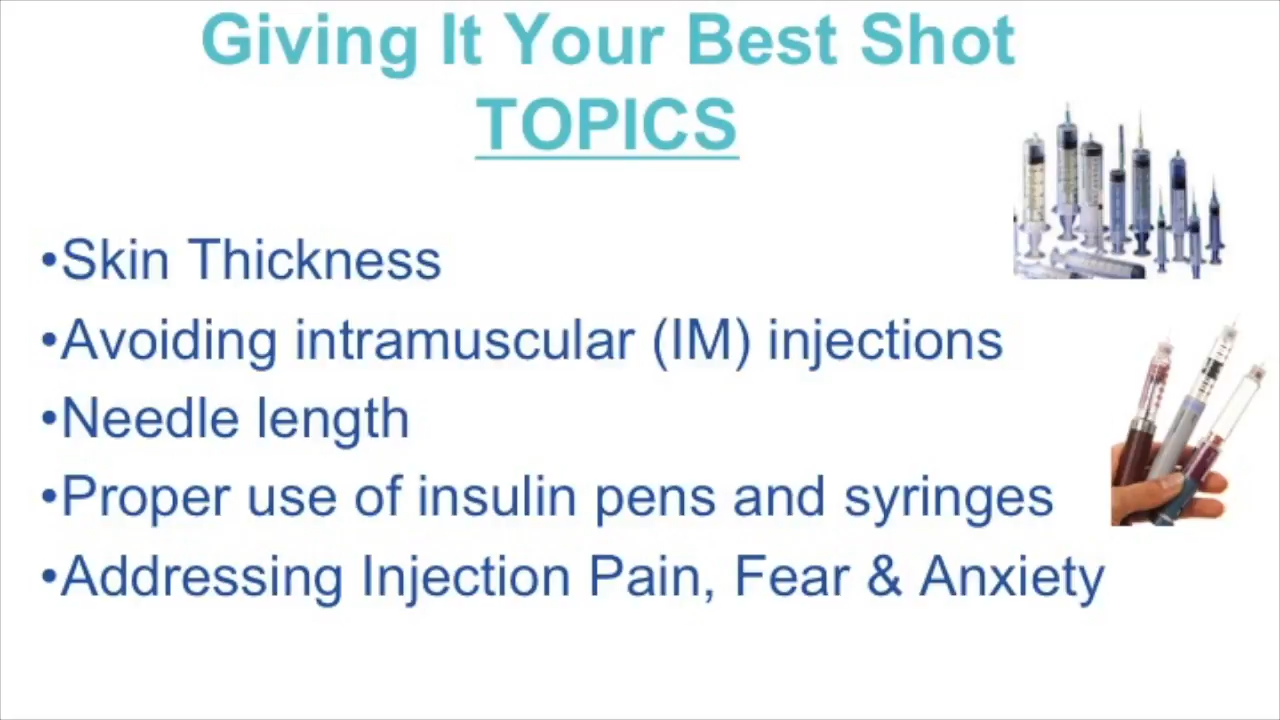 Giving It Your Best Shot
TOPICS
•Skin Thickness
•Avoiding intramuscular (IM) injections
•Needle length
•Proper use of insulin pens and syringes
•Addressing Injection Pain, Fear & Anxiety